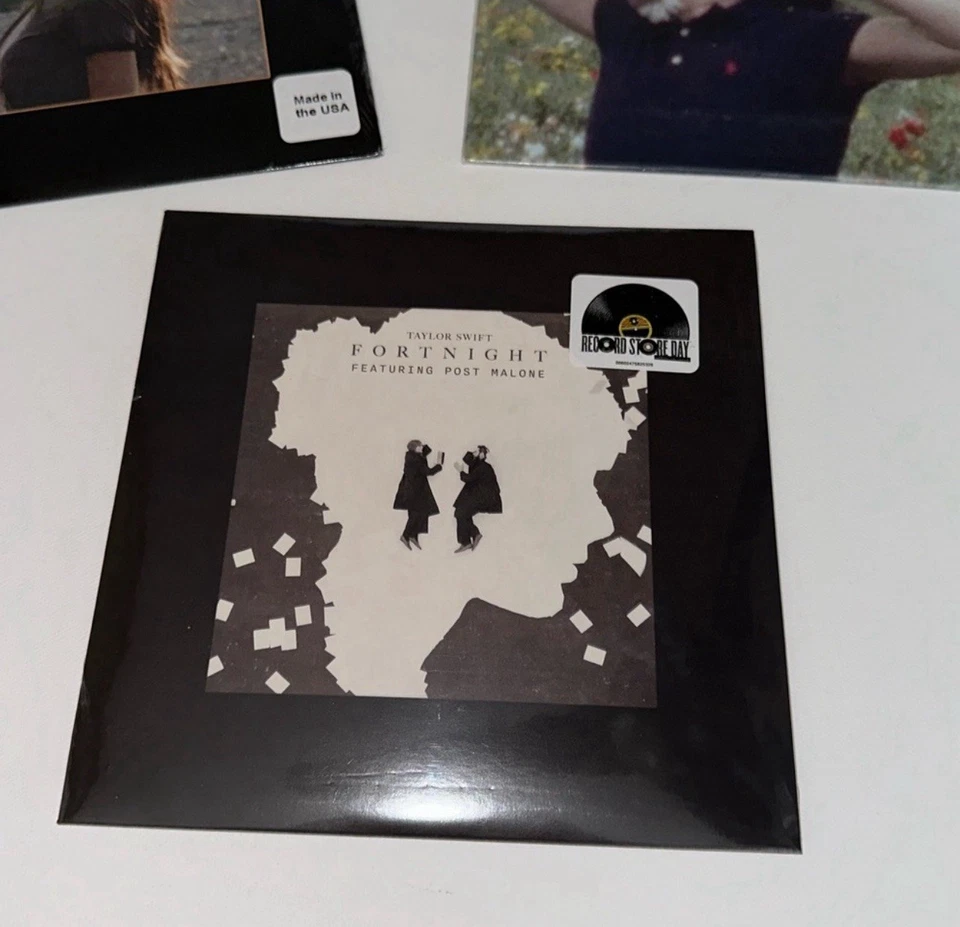 Made in
the USA
TAYLOR SWIFT
FORTNIGHT
FEATURING POST MALONE
RECORD STORE DAY